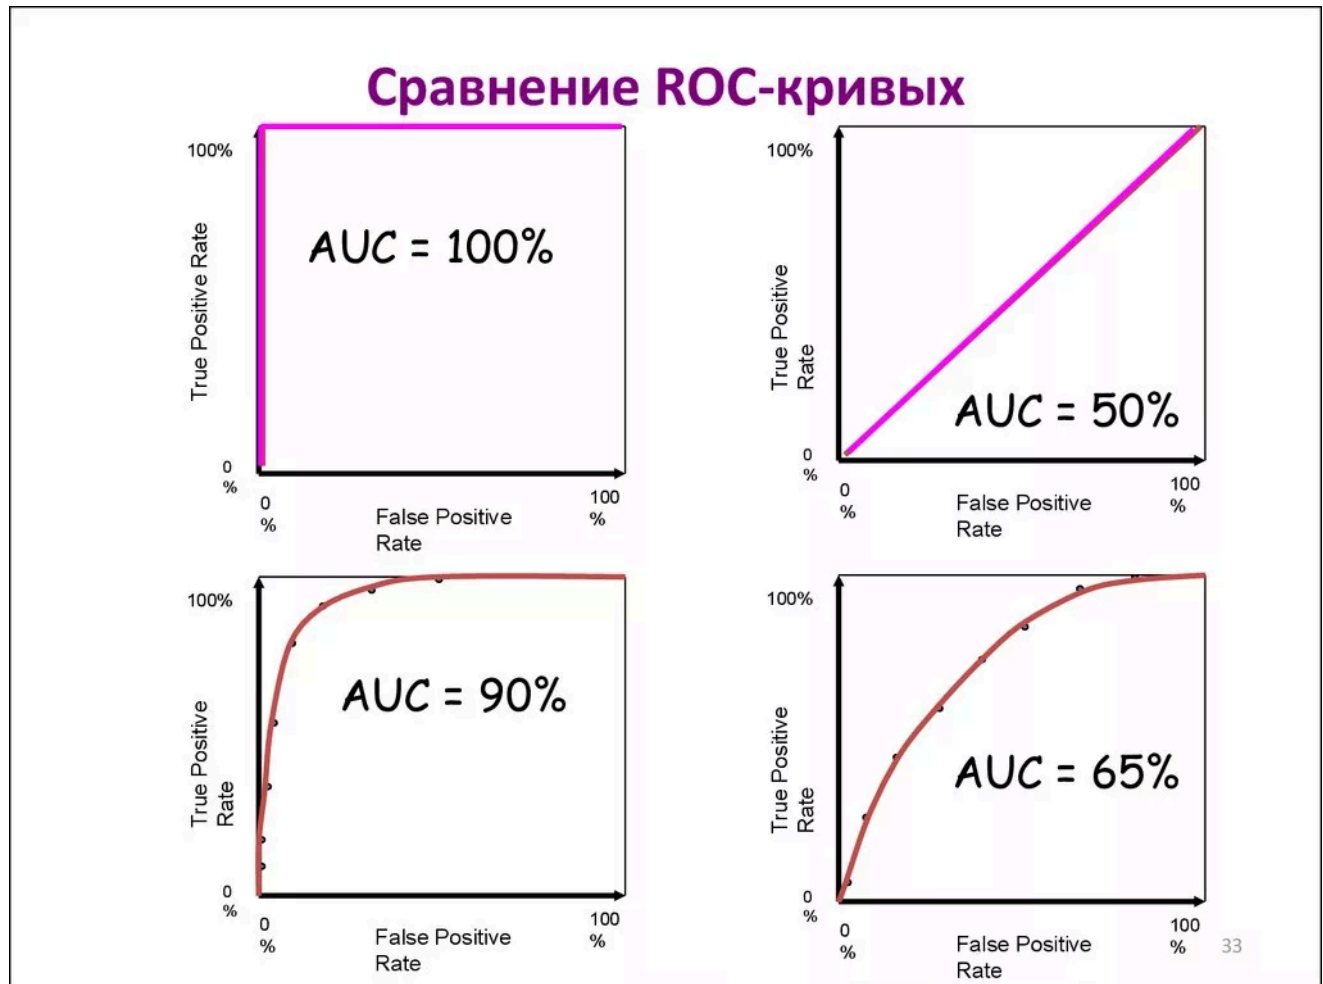 Сравнение ROC-кривых
100%
True Positive Rate
AUC = 100%
0
%
0
%
False Positive
Rate
100
%
100%
True Positive
Rate
AUC = 50%
0
%
0
%
False Positive
Rate
100
%
100%
True Positive
Rate
AUC = 90%
0
%
0
%
False Positive
Rate
100
%
100%
True Positive
Rate
AUC = 65%
0
%
0
%
False Positive
Rate
100
%
33